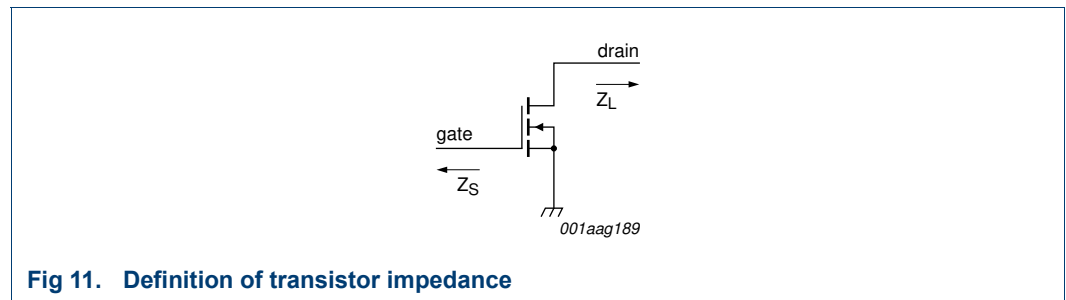 drain
Z_L
gate
Z_S
001aag189
Fig 11. Definition of transistor impedance